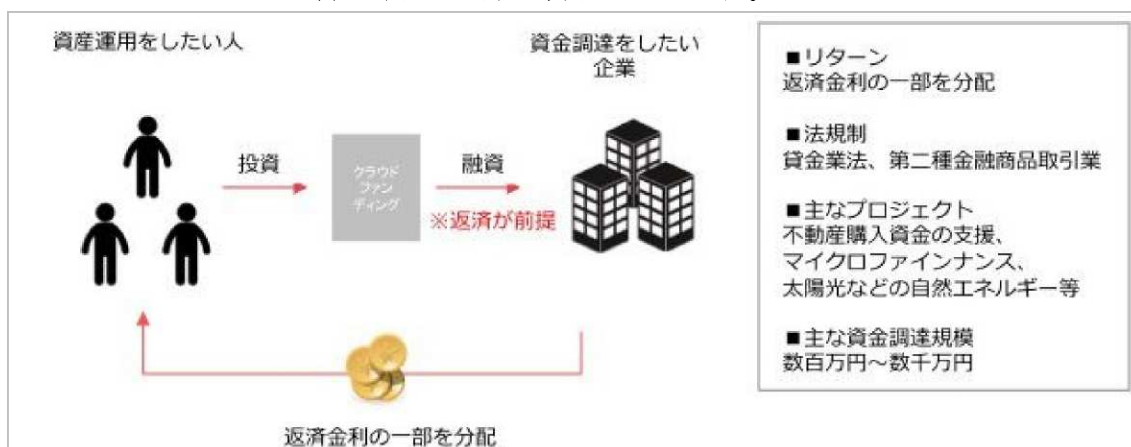 資産運用をしたい人
資金調達をしたい
企業
投資
クラウド
ファン
ディング
融資
※返済が前提
返済金利の一部を分配
■リターン
返済金利の一部を分配
■法規制
貸金業法、第二種金融商品取引業
■主なプロジェクト
不動産購入資金の支援、
マイクロファインナンス、
太陽光などの自然エネルギー等
■主な資金調達規模
数百万円～数千万円